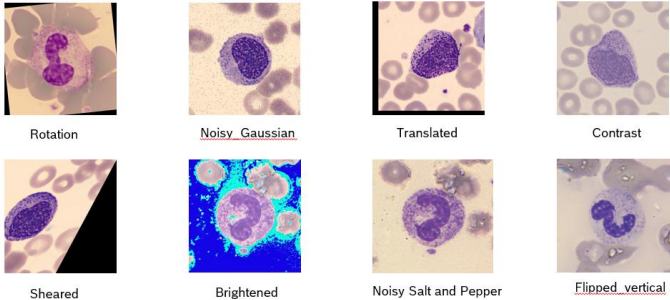 Rotation
Noisy_Gaussian
Translated
Contrast
Sheared
Brightened
Noisy Salt and Pepper
Flipped_vertical